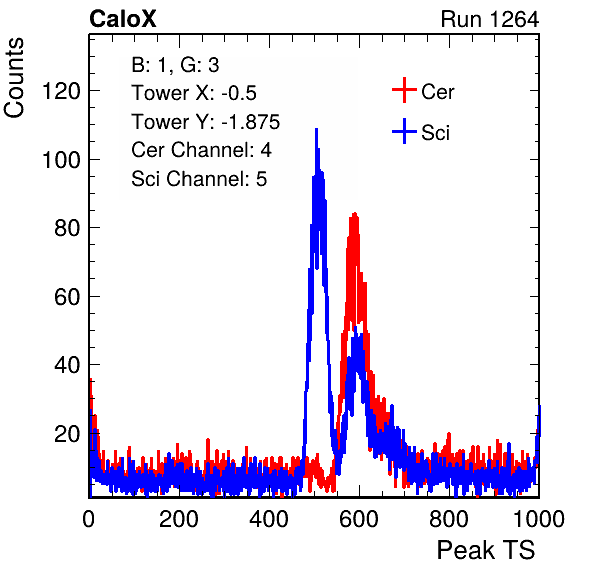 CaloX Run 1264
Counts
B: 1, G: 3
Tower X: -0.5
Tower Y: -1.875
Cer Channel: 4
Sci Channel: 5
Cer
Sci
120
100
80
60
40
20
0 200 400 600 800 1000
Peak TS